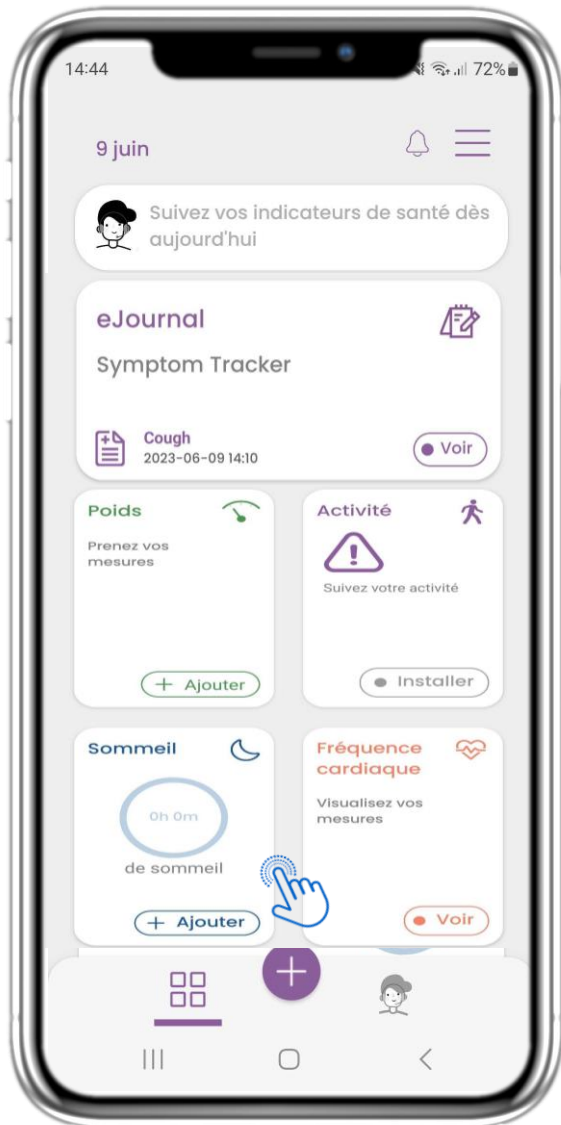 14:44
72%
9 juin
Suivez vos indicateurs de santé dès
aujourd'hui
eJournal
Symptom Tracker
Cough
2023-06-09 14:10
Voir
Poids
Prenez vos
mesures
+ Ajouter
Activité
Suivez votre activité
Installer
Sommeil
0h 0m
de sommeil
+ Ajouter
Fréquence
cardiaque
Visualisez vos
mesures
Voir